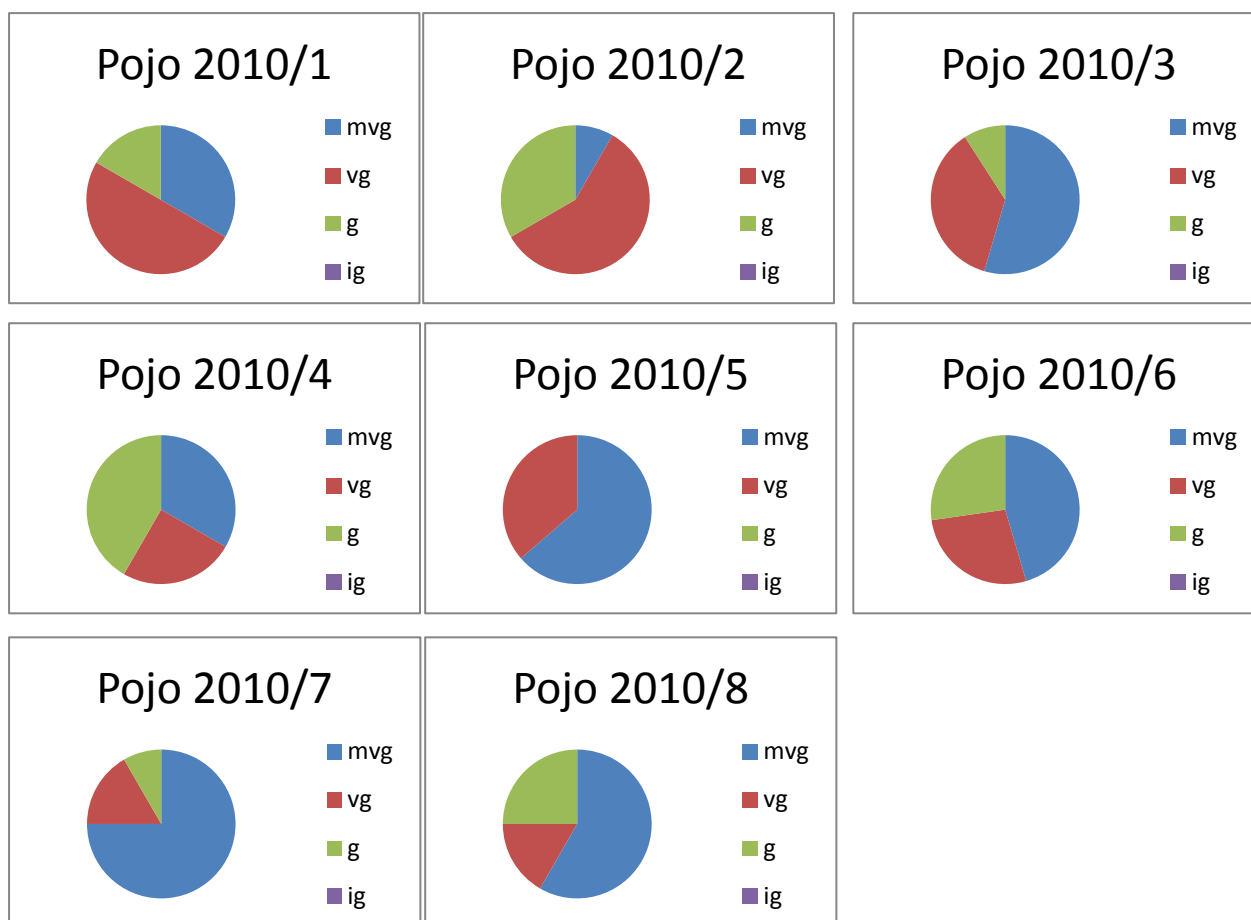 Pojo 2010/1
mvg
vg
g
ig
Pojo 2010/2
mvg
vg
g
ig
Pojo 2010/3
mvg
vg
g
ig
Pojo 2010/4
mvg
vg
g
ig
Pojo 2010/5
mvg
vg
g
ig
Pojo 2010/6
mvg
vg
g
ig
Pojo 2010/7
mvg
vg
g
ig
Pojo 2010/8
mvg
vg
g
ig